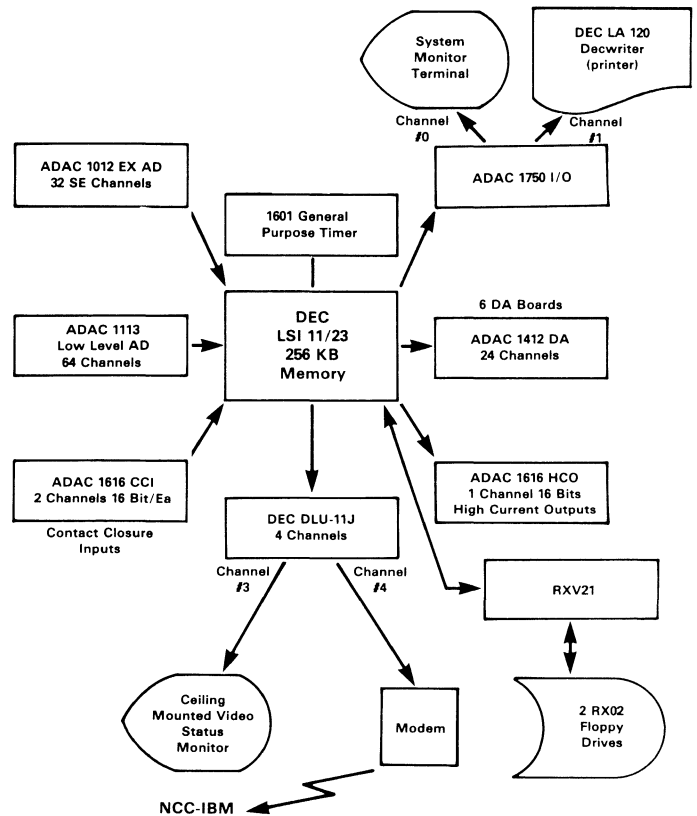 System
Monitor
Terminal
DEC LA 120
Decwriter
(printer)
Channel
#0
Channel
#1
ADAC 1012 EX AD
32 SE Channels
ADAC 1750 I/O
1601 General
Purpose Timer
DEC
LSI 11/23
256 KB
Memory
ADAC 1113
Low Level AD
64 Channels
6 DA Boards
ADAC 1412 DA
24 Channels
ADAC 1616 CCI
2 Channels 16 Bit/Ea
Contact Closure
Inputs
ADAC 1616 HCO
1 Channel 16 Bits
High Current Outputs
DEC DLU-11J
4 Channels
Channel
#3
Channel
#4
RXV21
Ceiling
Mounted Video
Status
Monitor
Modem
2 RX02
Floppy
Drives
NCC-IBM